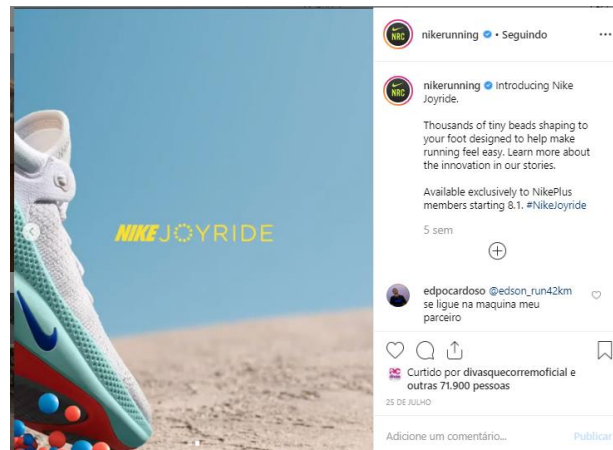 NIKE JOYRIDE
NRC
nikerunning • Seguindo
NRC
nikerunning Introducing Nike
Joyride.
Thousands of tiny beads shaping to
your foot designed to help make
running feel easy. Learn more about
the innovation in our stories.
Available exclusively to NikePlus
members starting 8.1. #NikeJoyride
5 sem
edpocardoso @edson_run42km
se ligue na maquina meu
parceiro
Curtido por divasquecorremoficial e
outras 71.900 pessoas
25 DE JULHO
Adicione um comentário...
Publicar